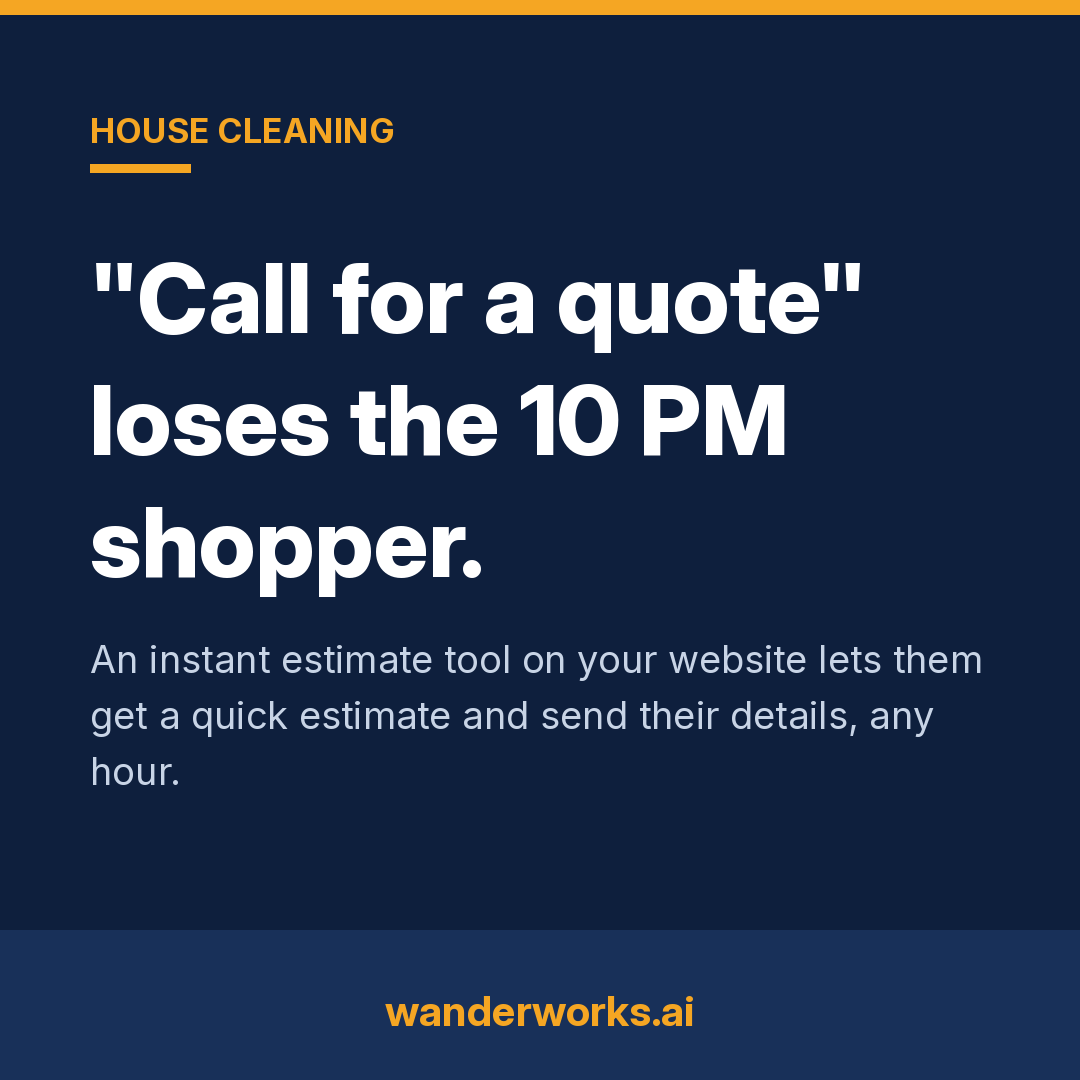 HOUSE CLEANING
"Call for a quote"
loses the 10 PM
shopper.
An instant estimate tool on your website lets them
get a quick estimate and send their details, any
hour.
wanderworks.ai